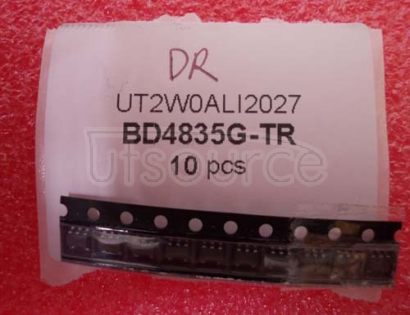 DR
UT2W0ALI2027
BD4835G-TR
Utsource
10 pcs